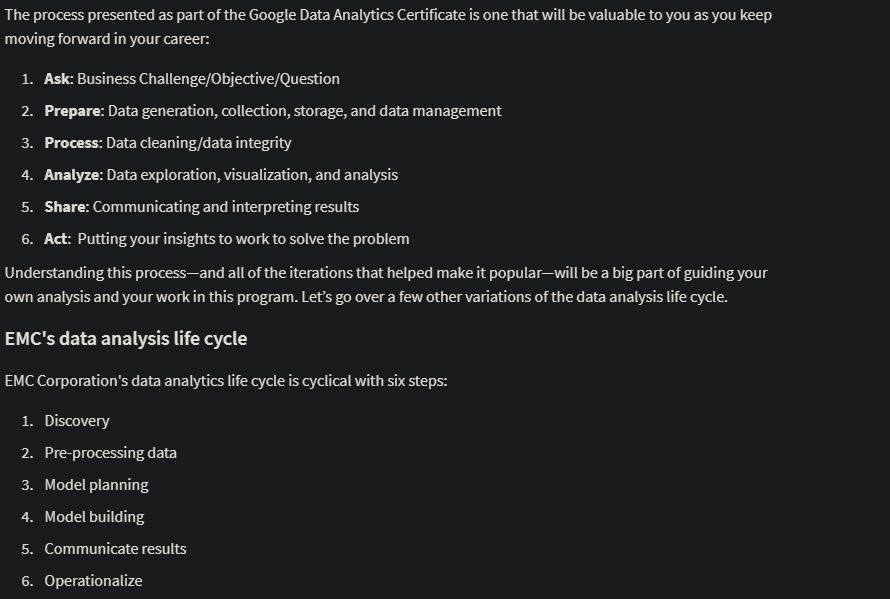 The process presented as part of the Google Data Analytics Certificate is one that will be valuable to you as you keep
moving forward in your career:
1. Ask: Business Challenge/Objective/Question
2. Prepare: Data generation, collection, storage, and data management
3. Process: Data cleaning/data integrity
4. Analyze: Data exploration, visualization, and analysis
5. Share: Communicating and interpreting results
6. Act: Putting your insights to work to solve the problem
Understanding this process—and all of the iterations that helped make it popular—will be a big part of guiding your
own analysis and your work in this program. Let’s go over a few other variations of the data analysis life cycle.
EMC's data analysis life cycle
EMC Corporation's data analytics life cycle is cyclical with six steps:
1. Discovery
2. Pre-processing data
3. Model planning
4. Model building
5. Communicate results
6. Operationalize